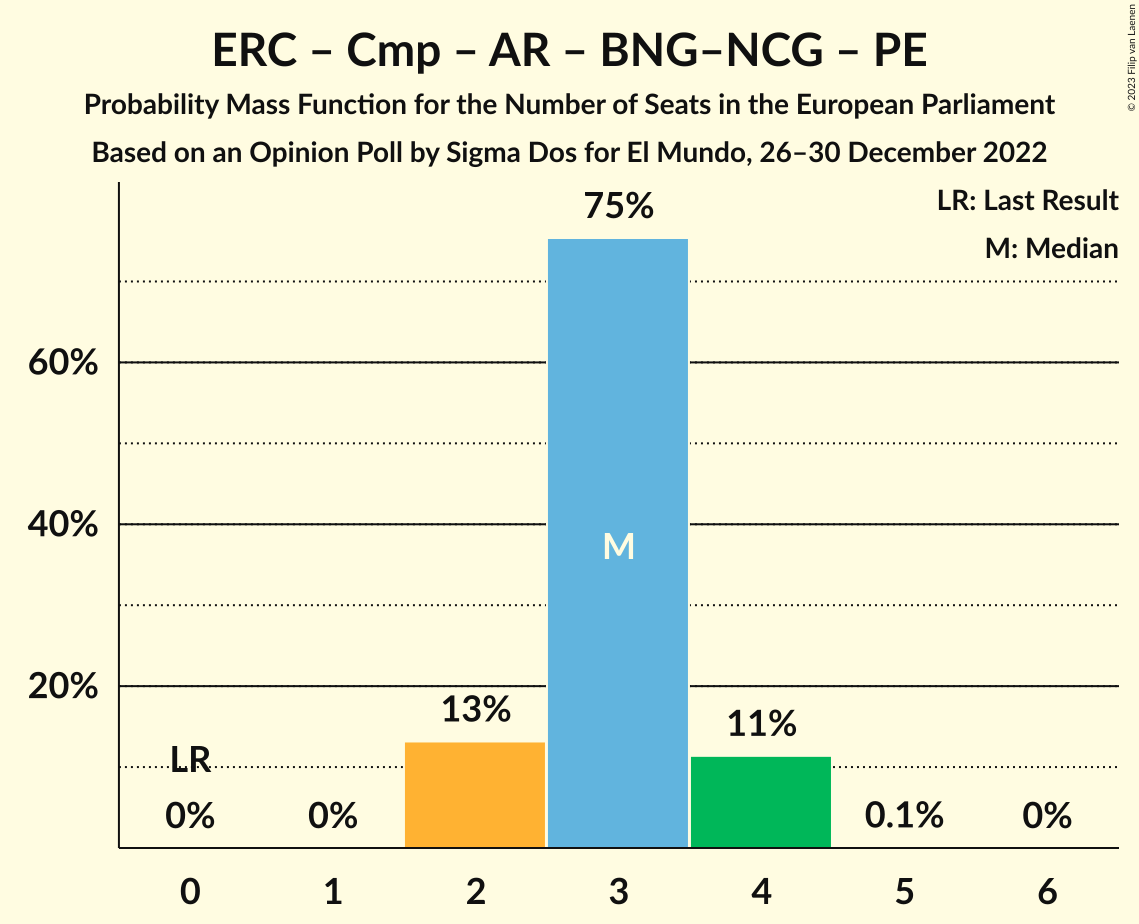 ERC – Cmp – AR – BNG–NCG – PE
Probability Mass Function for the Number of Seats in the European Parliament
Based on an Opinion Poll by Sigma Dos for El Mundo, 26–30 December 2022
© 2023 Filip van Laenen
LR: Last Result
M: Median
75%
60%
40%
M
20%
13%
11%
LR
0%
0%
0.1%
0%
0
1
2
3
4
5
6